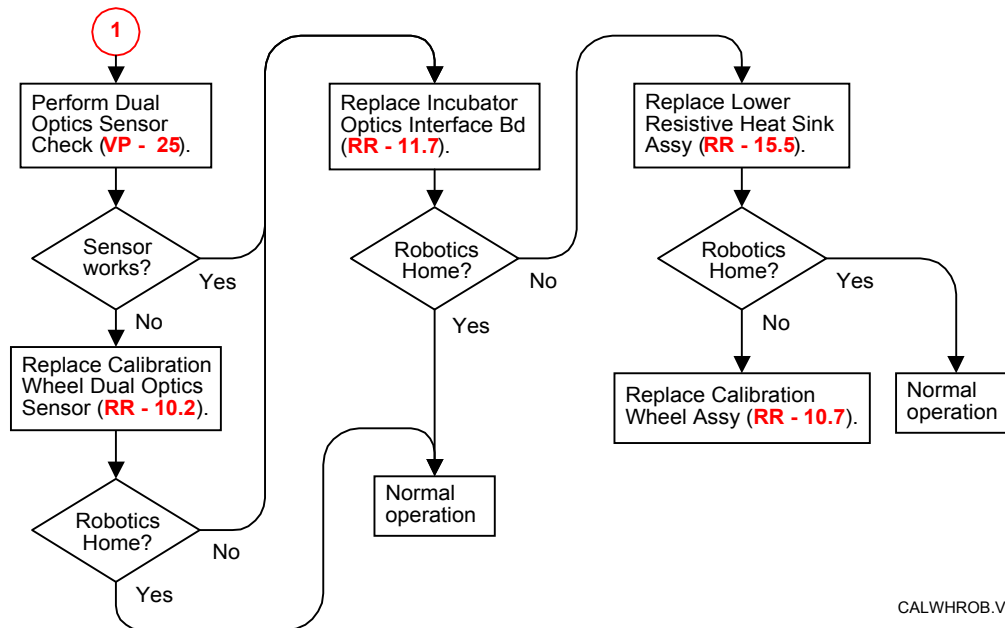 1
Perform Dual
Optics Sensor
Check (VP - 25).
Sensor
works?
Yes
No
Replace Calibration
Wheel Dual Optics
Sensor (RR - 10.2).
Robotics
Home?
No
Yes
Replace Incubator
Optics Interface Bd
(RR - 11.7).
Robotics
Home?
No
Yes
Normal
operation
Replace Lower
Resistive Heat Sink
Assy (RR - 15.5).
Robotics
Home?
Yes
No
Replace Calibration
Wheel Assy (RR - 10.7).
Normal
operation
CALWHROB.V